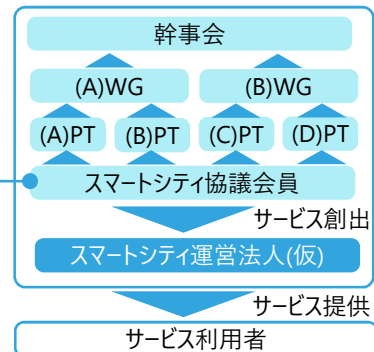 幹事会
(A)WG (B)WG
(A)PT (B)PT (C)PT (D)PT
スマートシティ協議会員
サービス創出
スマートシティ運営法人(仮)
サービス提供
サービス利用者